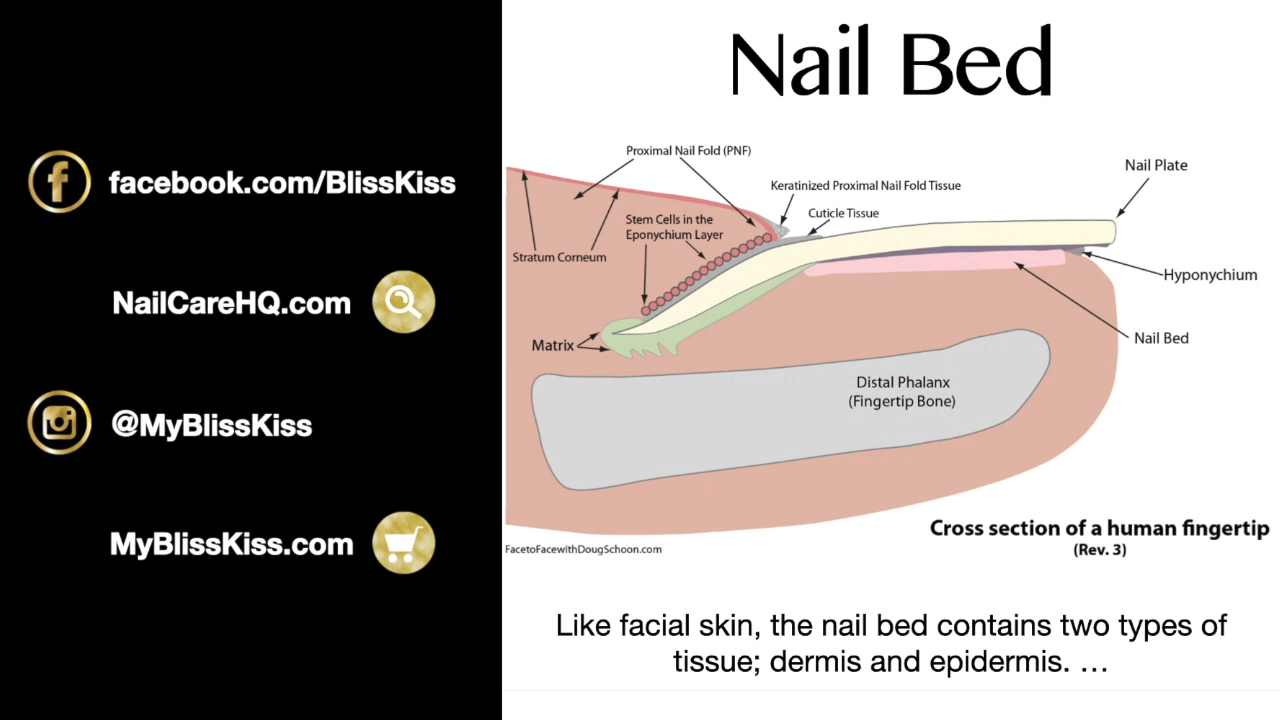 facebook.com/BlissKiss
NailCareHQ.com
@MyBlissKiss
MyBlissKiss.com
Nail Bed
Proximal Nail Fold (PNF)
Nail Plate
Keratinized Proximal Nail Fold Tissue
Cuticle Tissue
Stem Cells in the
Eponychium Layer
Stratum Corneum
Hyponychium
Matrix
Nail Bed
Distal Phalanx
(Fingertip Bone)
Cross section of a human fingertip
(Rev. 3)
FacetoFacewithDougSchoon.com
Like facial skin, the nail bed contains two types of
tissue; dermis and epidermis. …